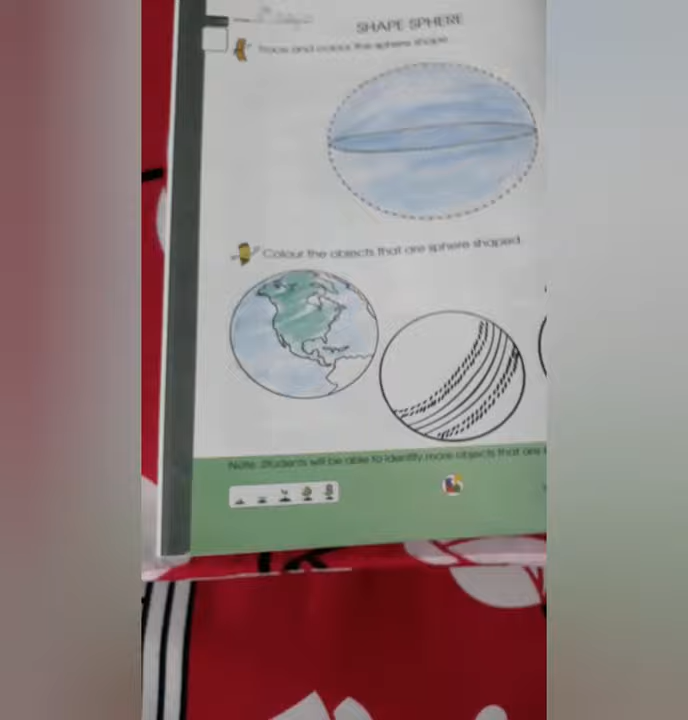 SHAPE SPHERE
Trace and colour the sphere shape.
Colour the objects that are sphere shaped.
Note: Students will be able to identify more objects that are